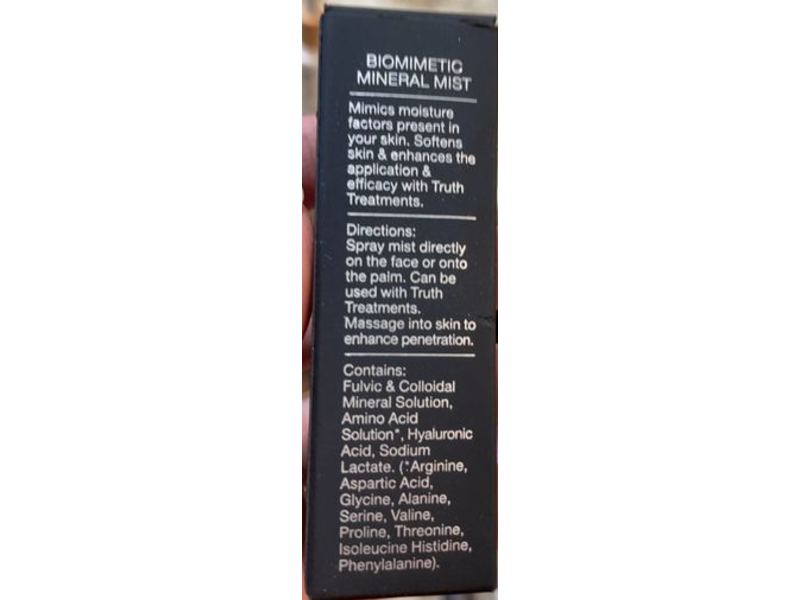 BIOMIMETIC
MINERAL MIST
Mimics moisture
factors present in
your skin. Softens
skin & enhances the
application &
efficacy with Truth
Treatments.
Directions:
Spray mist directly
on the face or onto
the palm. Can be
used with Truth
Treatments.
Massage into skin to
enhance penetration.
Contains:
Fulvic & Colloidal
Mineral Solution,
Amino Acid
Solution*, Hyaluronic
Acid, Sodium
Lactate. (*Arginine,
Aspartic Acid,
Glycine, Alanine,
Serine, Valine,
Proline, Threonine,
Isoleucine Histidine,
Phenylalanine).